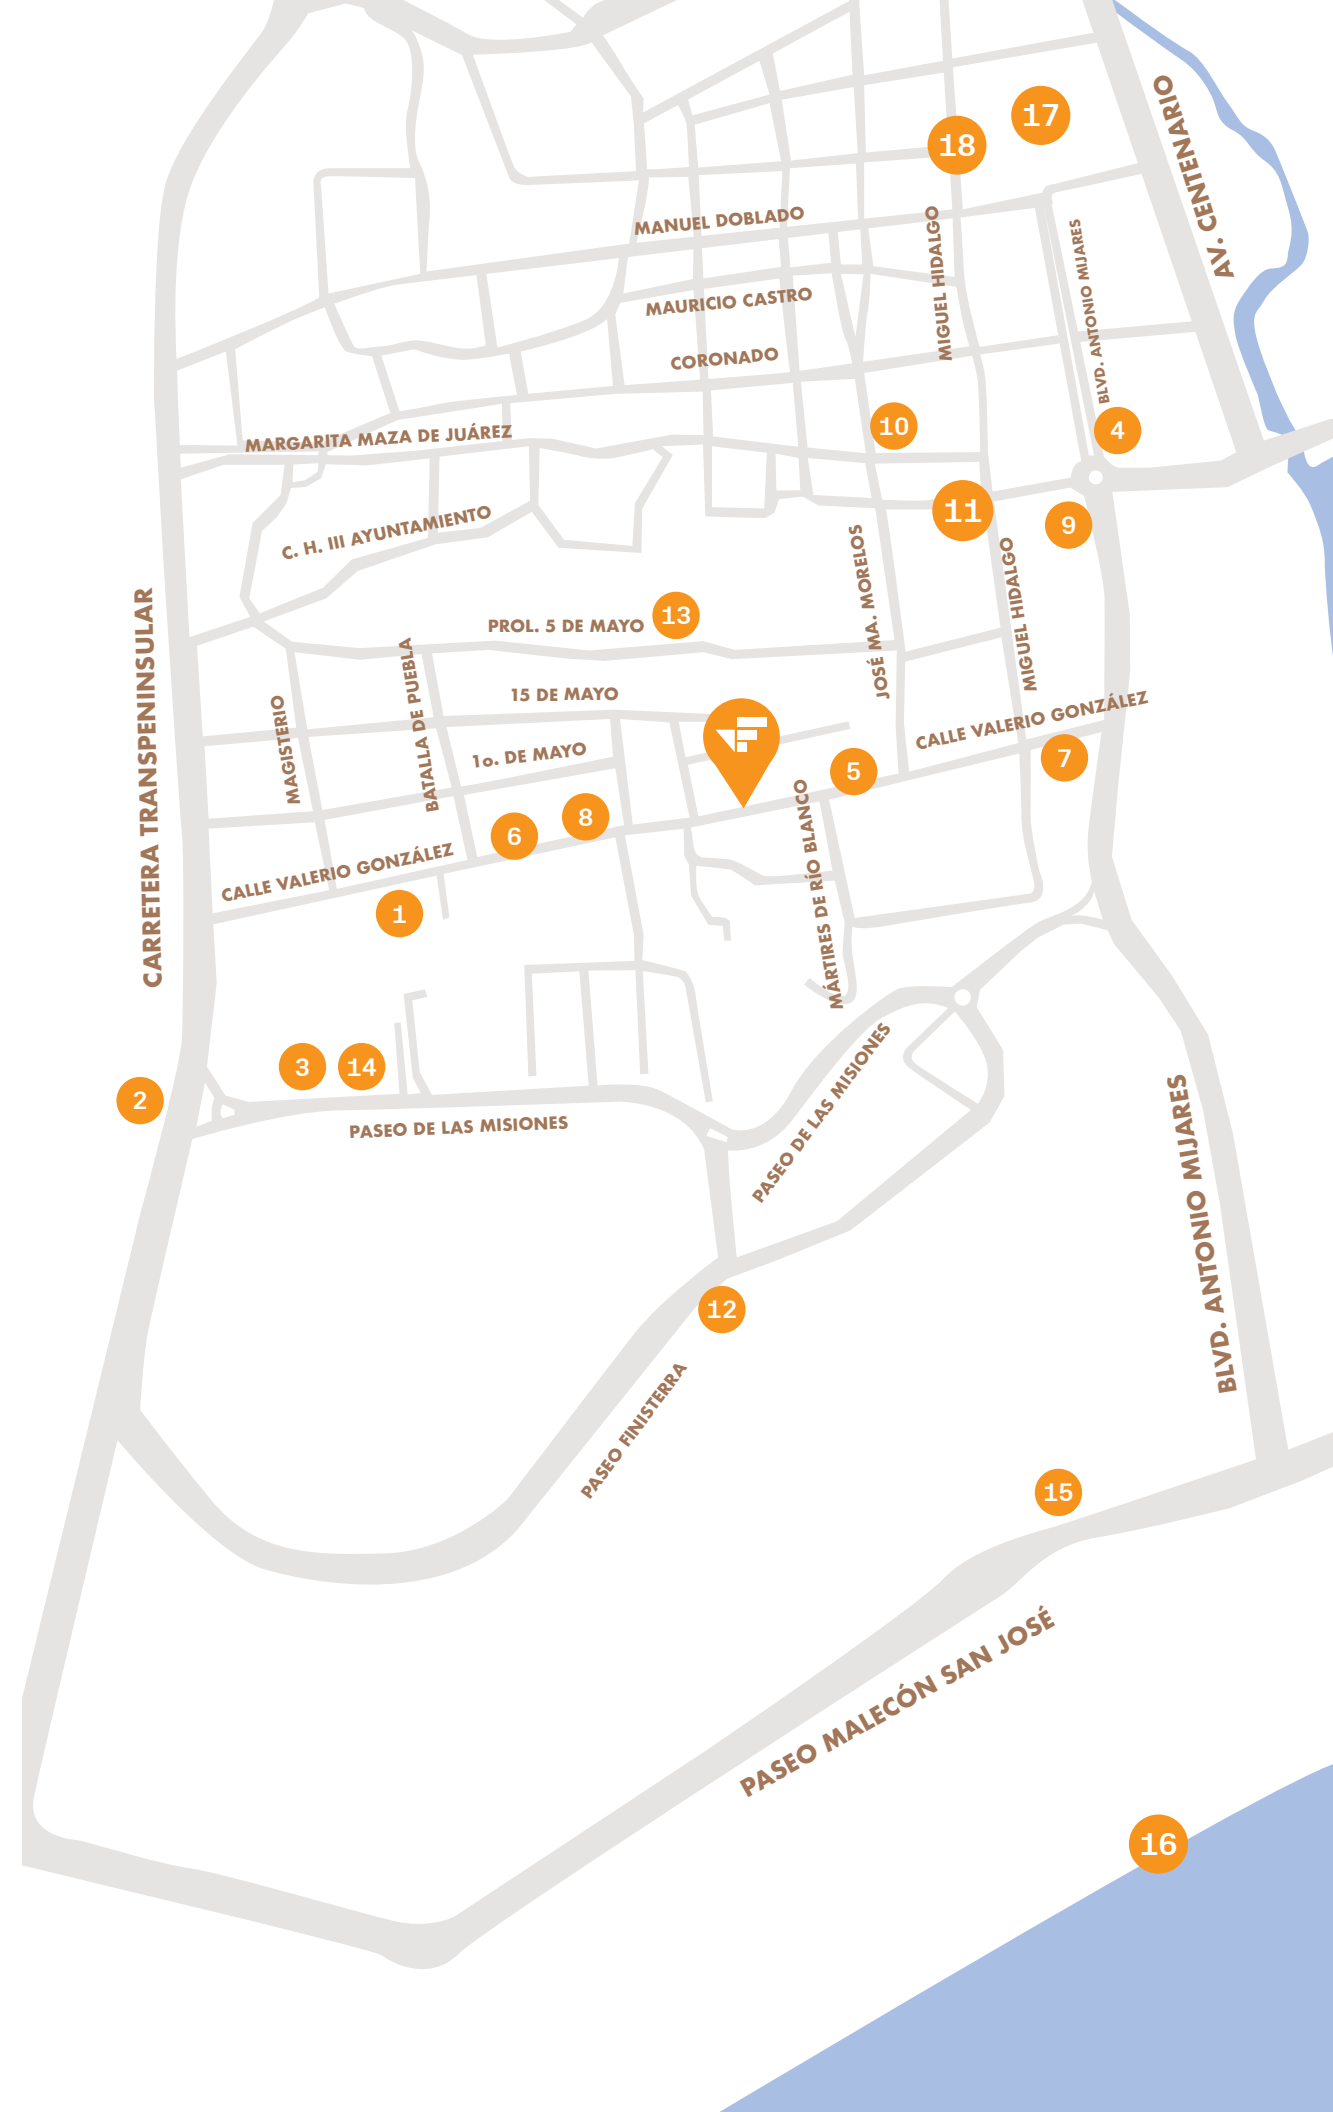 AV. CENTENARIO
17
18
MANUEL DOBLADO
MIGUEL HIDALGO
BLVD. ANTONIO MIJARES
MAURICIO CASTRO
CORONADO
10
4
MARGARITA MAZA DE JUÁREZ
11
9
C. H. III AYUNTAMIENTO
JOSÉ MA. MORELOS
MIGUEL HIDALGO
CARRETERA TRANSPENINSULAR
13
PROL. 5 DE MAYO
BATALLA DE PUEBLA
15 DE MAYO
MAGISTERIO
CALLE VALERIO GONZÁLEZ
1o. DE MAYO
7
5
8
6
MÁRTIRES DE RÍO BLANCO
CALLE VALERIO GONZÁLEZ
1
3
14
2
PASEO DE LAS MISIONES
PASEO DE LAS MISIONES
BLVD. ANTONIO MIJARES
12
PASEO FINISTERRA
15
PASEO MALECÓN SAN JOSÉ
16